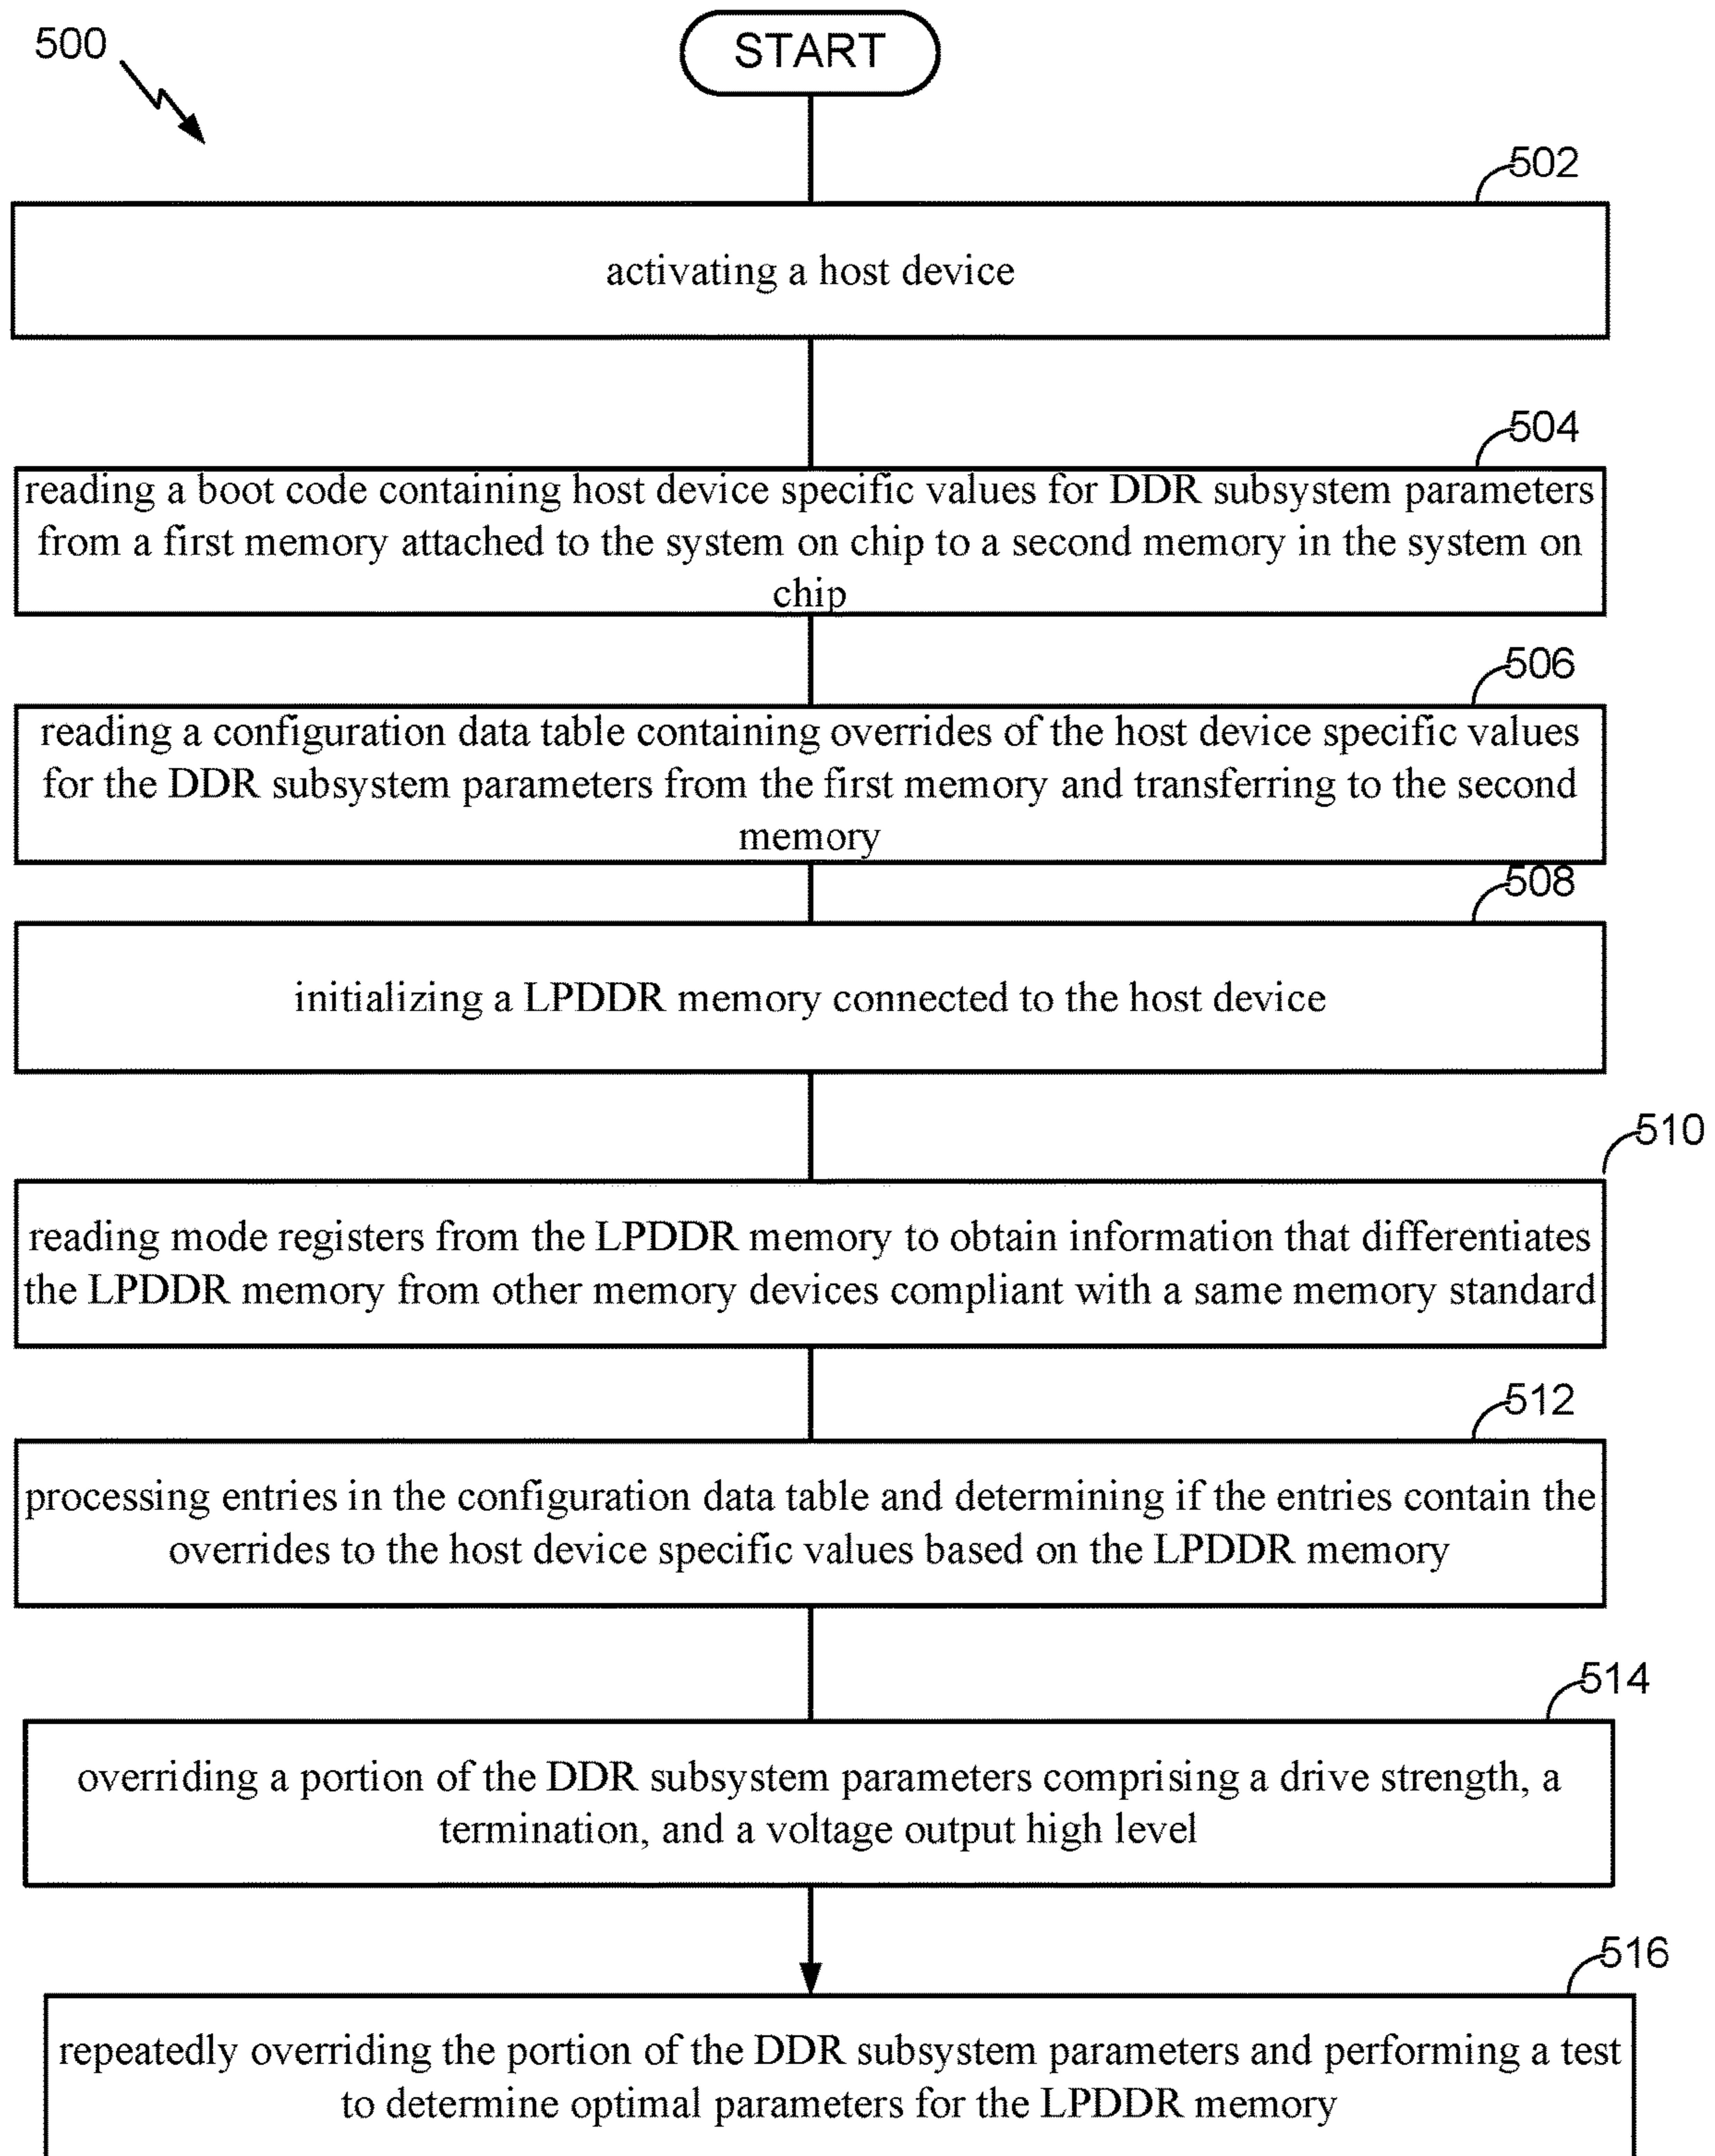 500
START
502
activating a host device
504
reading a boot code containing host device specific values for DDR subsystem parameters
from a first memory attached to the system on chip to a second memory in the system on
chip
506
reading a configuration data table containing overrides of the host device specific values
for the DDR subsystem parameters from the first memory and transferring to the second
memory
508
initializing a LPDDR memory connected to the host device
510
reading mode registers from the LPDDR memory to obtain information that differentiates
the LPDDR memory from other memory devices compliant with a same memory standard
512
processing entries in the configuration data table and determining if the entries contain the
overrides to the host device specific values based on the LPDDR memory
514
overriding a portion of the DDR subsystem parameters comprising a drive strength, a
termination, and a voltage output high level
516
repeatedly overriding the portion of the DDR subsystem parameters and performing a test
to determine optimal parameters for the LPDDR memory